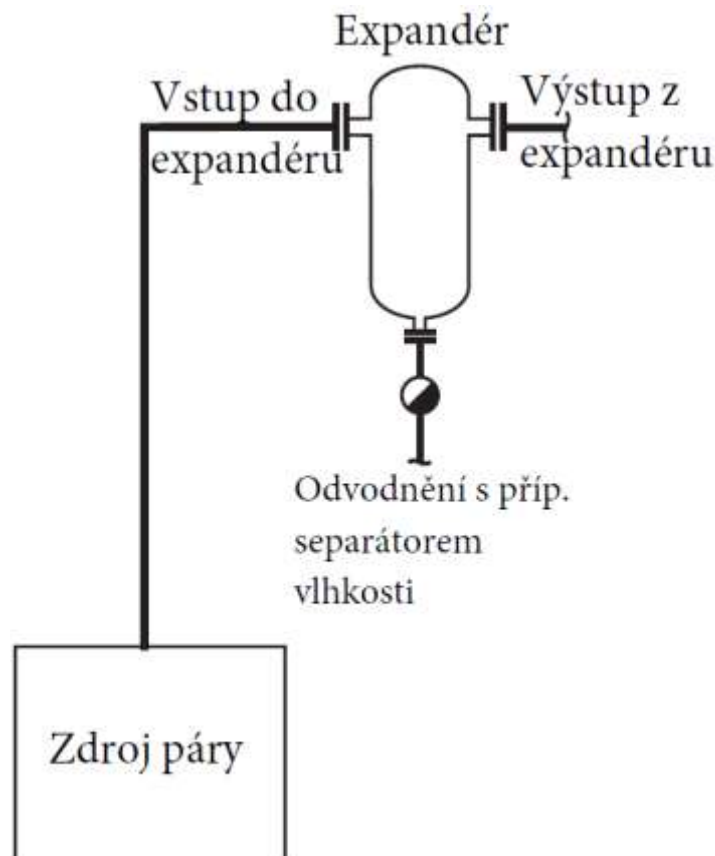 Expandér
Vstup do
expandéru
Výstup z
expandéru
Odvodnění s příp.
separátorem
vlhkosti
Zdroj páry